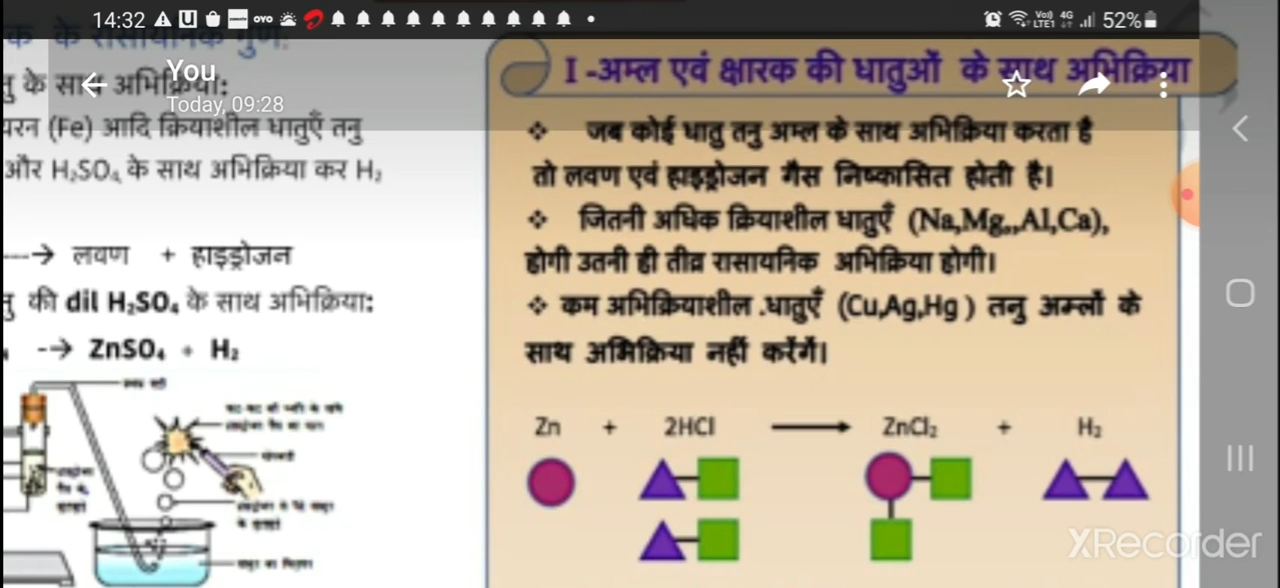 14:32
52%
You
Today, 09:28
के रासायनिक गुण:
के साथ अभिक्रिया:
यरन (Fe) आदि क्रियाशील धातुएँ तनु
और H₂SO₄ के साथ अभिक्रिया कर H₂
---→ लवण + हाइड्रोजन
की dil H₂SO₄ के साथ अभिक्रिया:
-→ ZnSO₄ + H₂
I -अम्ल एवं क्षारक की धातुओं के साथ अभिक्रिया
❖ जब कोई धातु तनु अम्ल के साथ अभिक्रिया करता है
तो लवण एवं हाइड्रोजन गैस निष्कासित होती है।
❖ जितनी अधिक क्रियाशील धातुएँ (Na,Mg,,,Al,Ca),
होगी उतनी ही तीव्र रासायनिक अभिक्रिया होगी।
❖ कम अभिक्रियाशील .धातुएँ (Cu,Ag,Hg ) तनु अम्लों के
साथ अभिक्रिया नहीं करेंगें।
Zn + 2HCl ⟶ ZnCl₂ + H₂
XRecorder